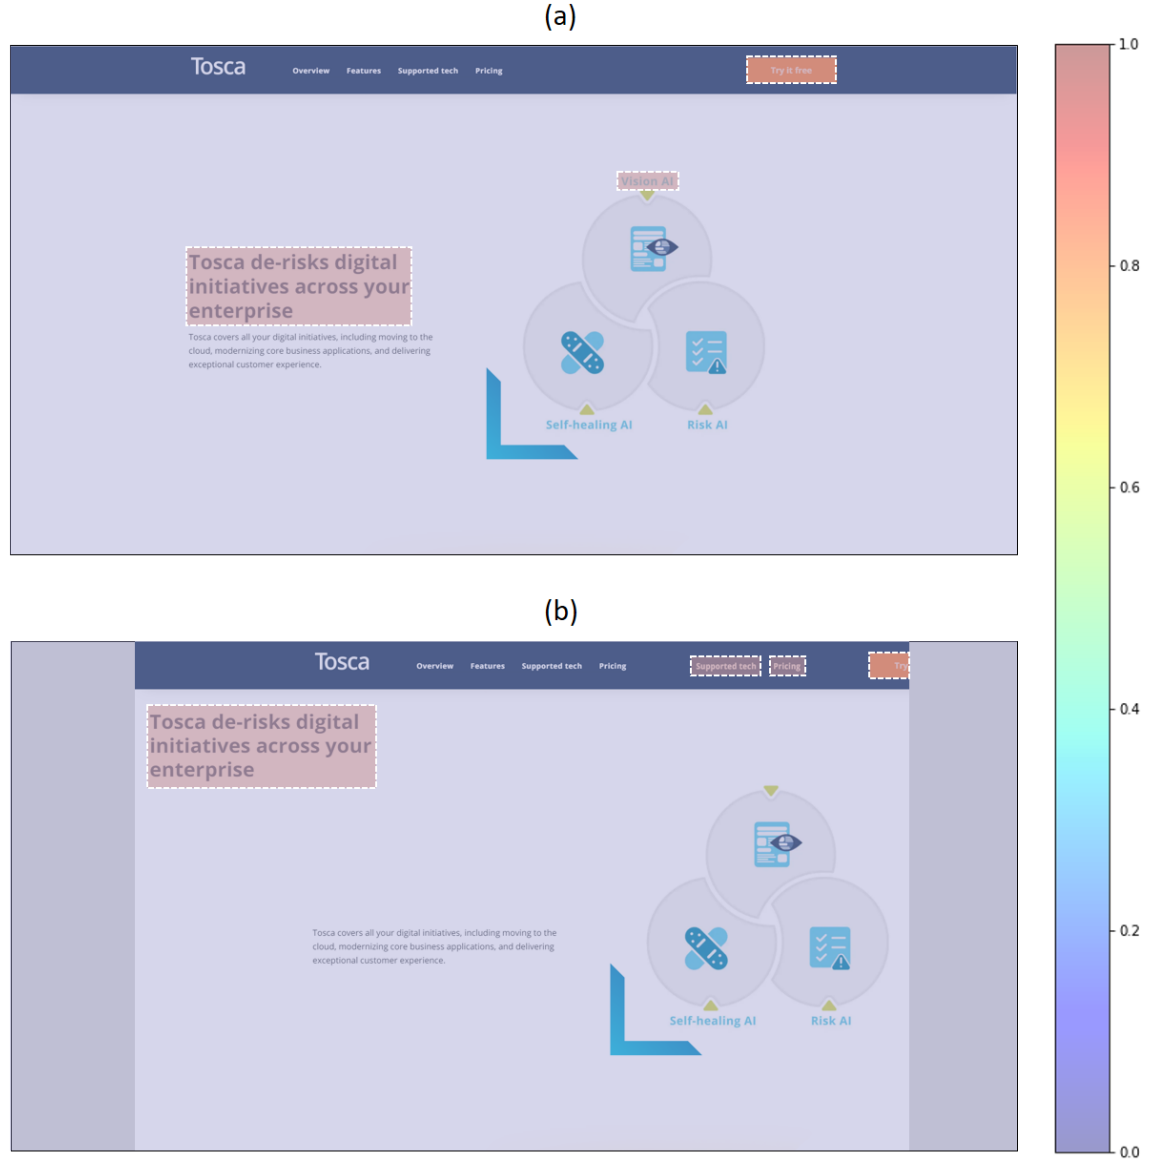 (a)
Tosca
Overview Features Supported tech Pricing
Try it free
Vision AI
Tosca de-risks digital
initiatives across your
enterprise
Tosca covers all your digital initiatives, including moving to the
cloud, modernizing core business applications, and delivering
exceptional customer experience.
Self-healing AI Risk AI
(b)
Tosca
Overview Features Supported tech Pricing Supported tech Pricing Try
Tosca de-risks digital
initiatives across your
enterprise
Tosca covers all your digital initiatives, including moving to the
cloud, modernizing core business applications, and delivering
exceptional customer experience.
Self-healing AI Risk AI
1.0
0.8
0.6
0.4
0.2
0.0